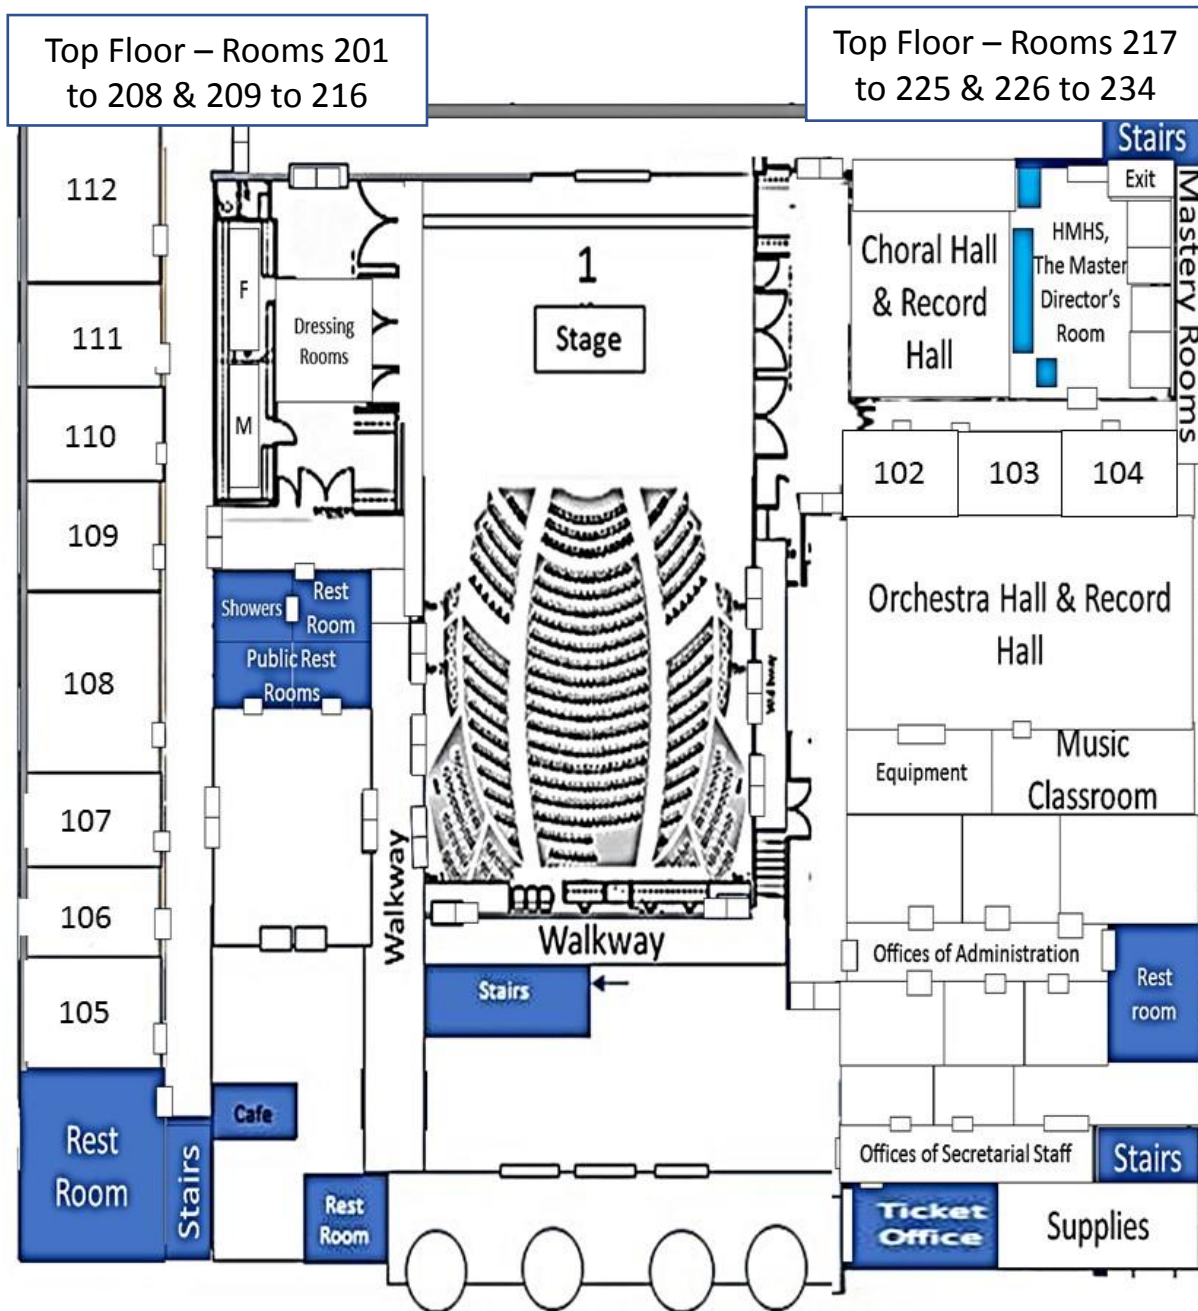 Top Floor – Rooms 201
to 208 & 209 to 216
Top Floor – Rooms 217
to 225 & 226 to 234
Stairs
112
111
110
109
108
107
106
105
F
M
Dressing
Rooms
1
Stage
Choral Hall
& Record
Hall
Exit
HMHS,
The Master
Director's
Room
Mastery Rooms
102
103
104
Showers
Rest
Room
Public Rest
Rooms
Orchestra Hall & Record
Hall
Equipment
Music
Classroom
Walkway
Walkway
Stairs
Offices of Administration
Rest
room
Cafe
Rest
Room
Stairs
Rest
Room
Offices of Secretarial Staff
Stairs
Ticket
Office
Supplies